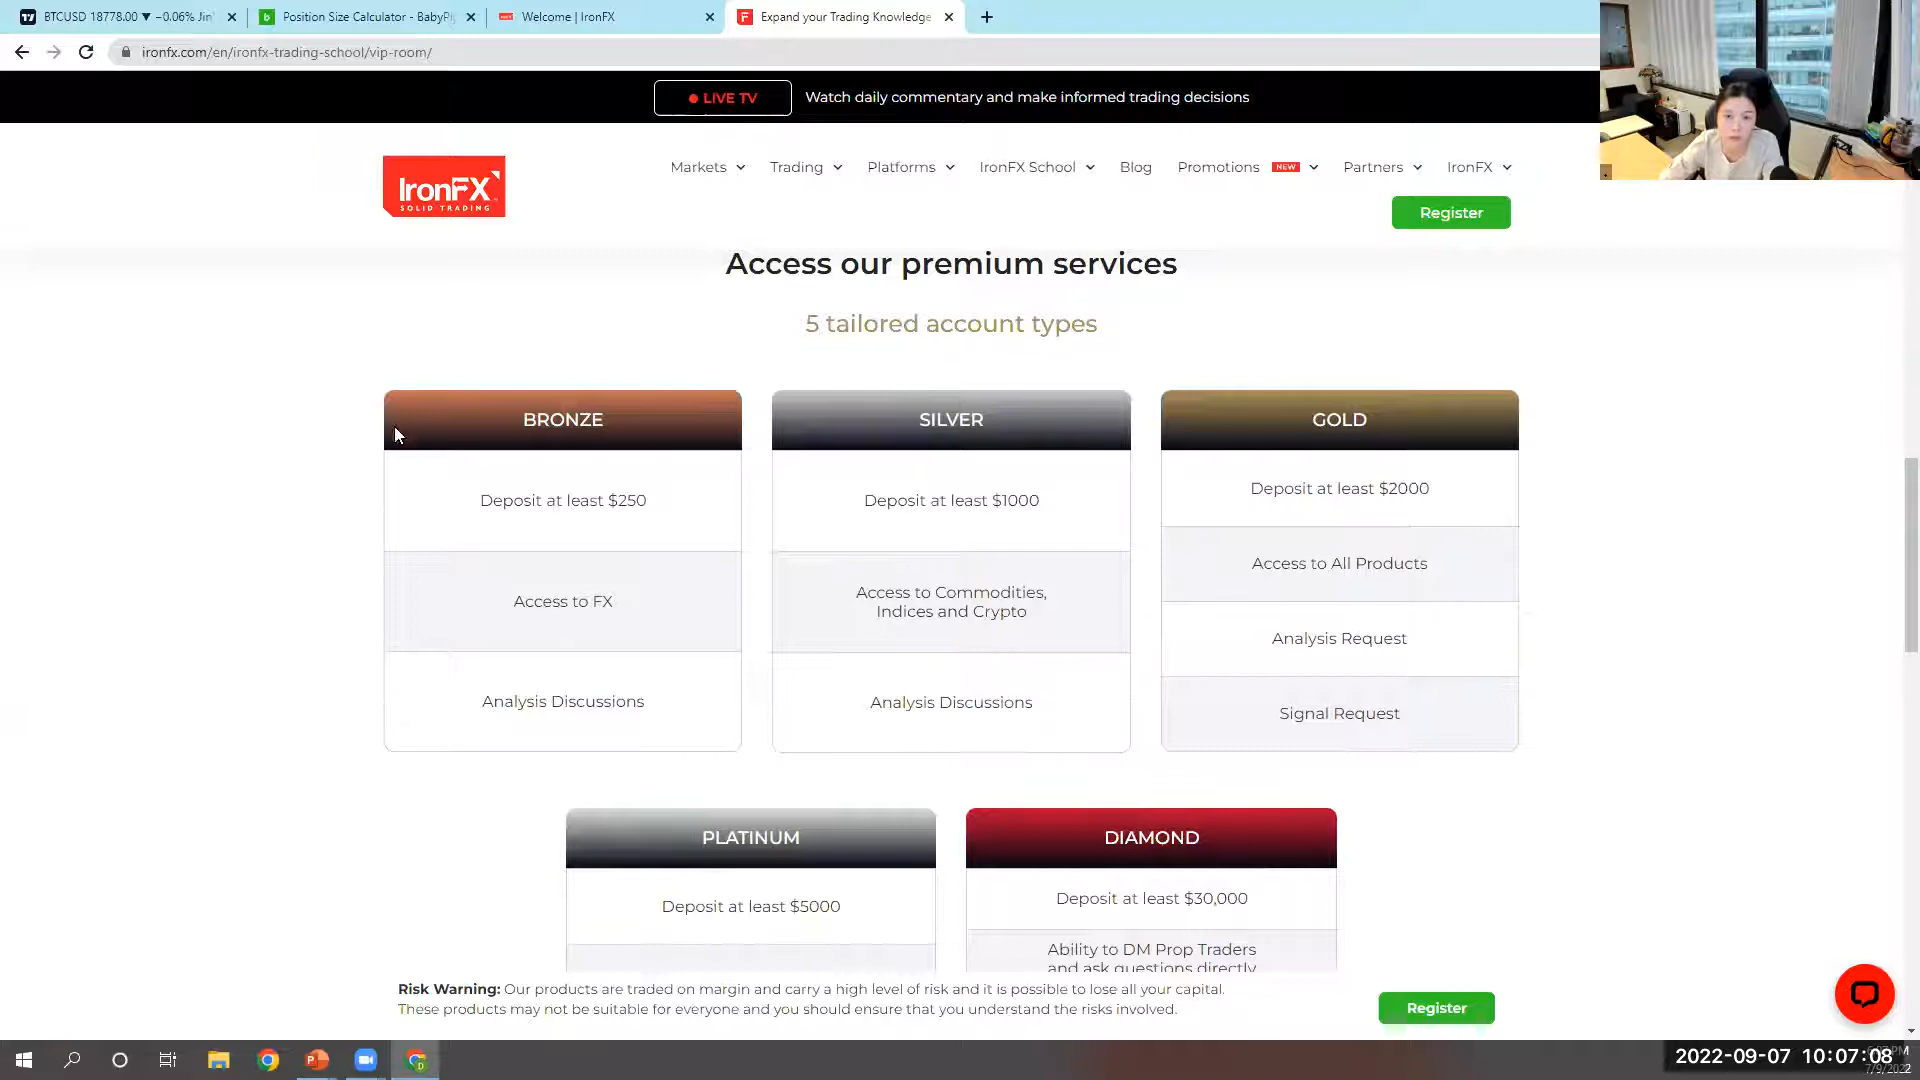 BTCUSD 18778.00 ▼ −0.06% Jin
Position Size Calculator - BabyPi
Welcome | IronFX
Expand your Trading Knowledge
ironfx.com/en/ironfx-trading-school/vip-room/
LIVE TV
Watch daily commentary and make informed trading decisions
IronFX
SOLID TRADING
Markets
Trading
Platforms
IronFX School
Blog
Promotions NEW
Partners
IronFX
Register
Access our premium services
5 tailored account types
BRONZE
Deposit at least $250
Access to FX
Analysis Discussions
SILVER
Deposit at least $1000
Access to Commodities,
Indices and Crypto
Analysis Discussions
GOLD
Deposit at least $2000
Access to All Products
Analysis Request
Signal Request
PLATINUM
Deposit at least $5000
DIAMOND
Deposit at least $30,000
Ability to DM Prop Traders
and ask questions directly
Risk Warning: Our products are traded on margin and carry a high level of risk and it is possible to lose all your capital.
These products may not be suitable for everyone and you should ensure that you understand the risks involved.
Register
2022-09-07 10:07:08